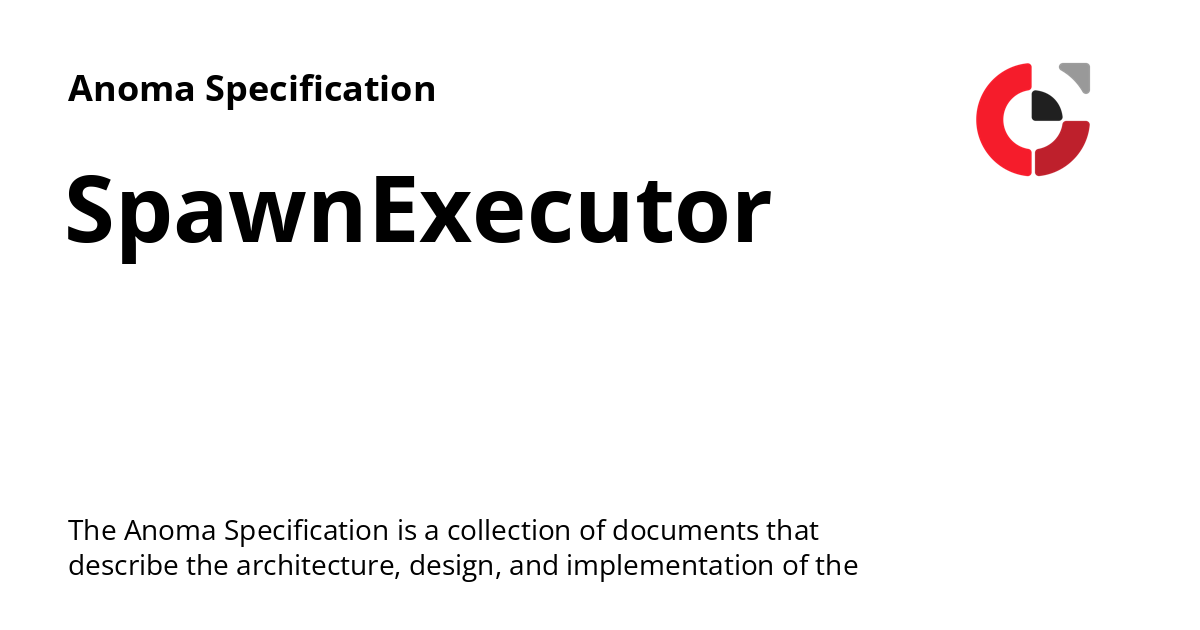 Anoma Specification
SpawnExecutor
The Anoma Specification is a collection of documents that
describe the architecture, design, and implementation of the